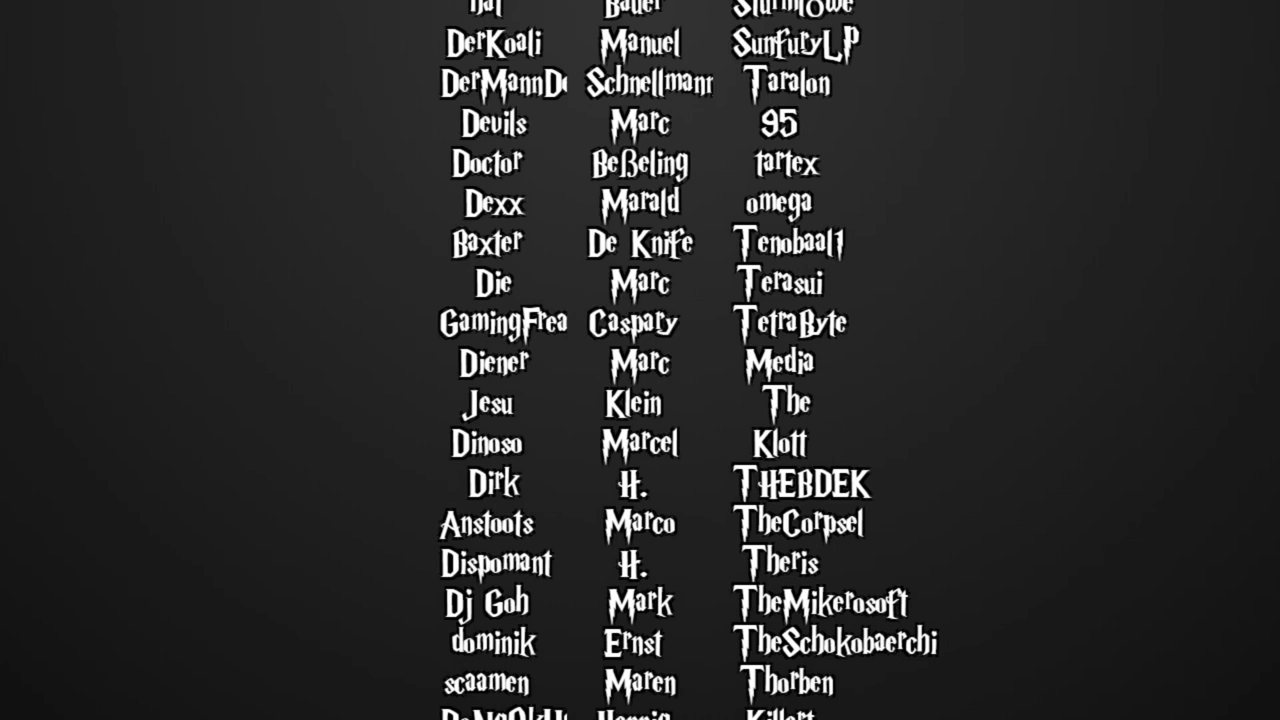 DerKoali Manuel SunfuryLP
DerMannDe Schnellmann Taralon
Devils Marc 95
Doctor Beßeling tartex
Dexx Marald omega
Baxter De Knife Tenobaal1
Die Marc Terasui
GamingFrea Caspary TetraByte
Diener Marc Media
Jesu Klein The
Dinoso Marcel Klott
Dirk H. THEBDEK
Anstoots Marco TheCorpsel
Dispomant H. Theris
Dj Goh Mark TheMikerosoft
dominik Ernst TheSchokobaerchi
scaamen Maren Thorben